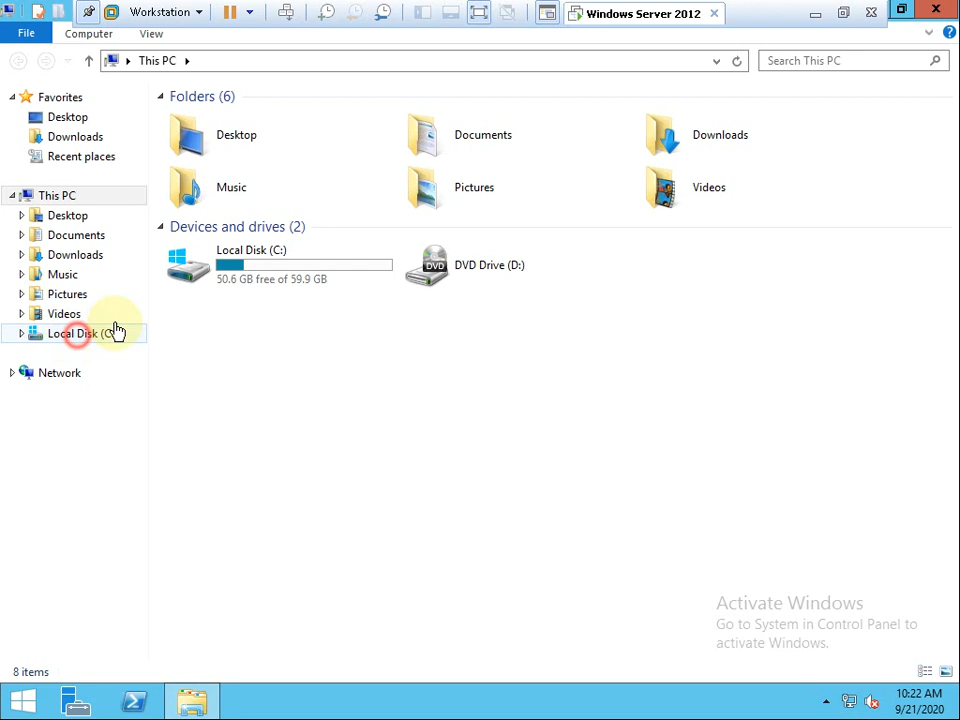 Workstation
Windows Server 2012
File
Computer
View
This PC
Search This PC
Favorites
Desktop
Downloads
Recent places
This PC
Desktop
Documents
Downloads
Music
Pictures
Videos
Local Disk (C
Network
Folders (6)
Desktop
Documents
Downloads
Music
Pictures
Videos
Devices and drives (2)
Local Disk (C:)
50.6 GB free of 59.9 GB
DVD
DVD Drive (D:)
Activate Windows
Go to System in Control Panel to
activate Windows.
8 items
10:22 AM
9/21/2020